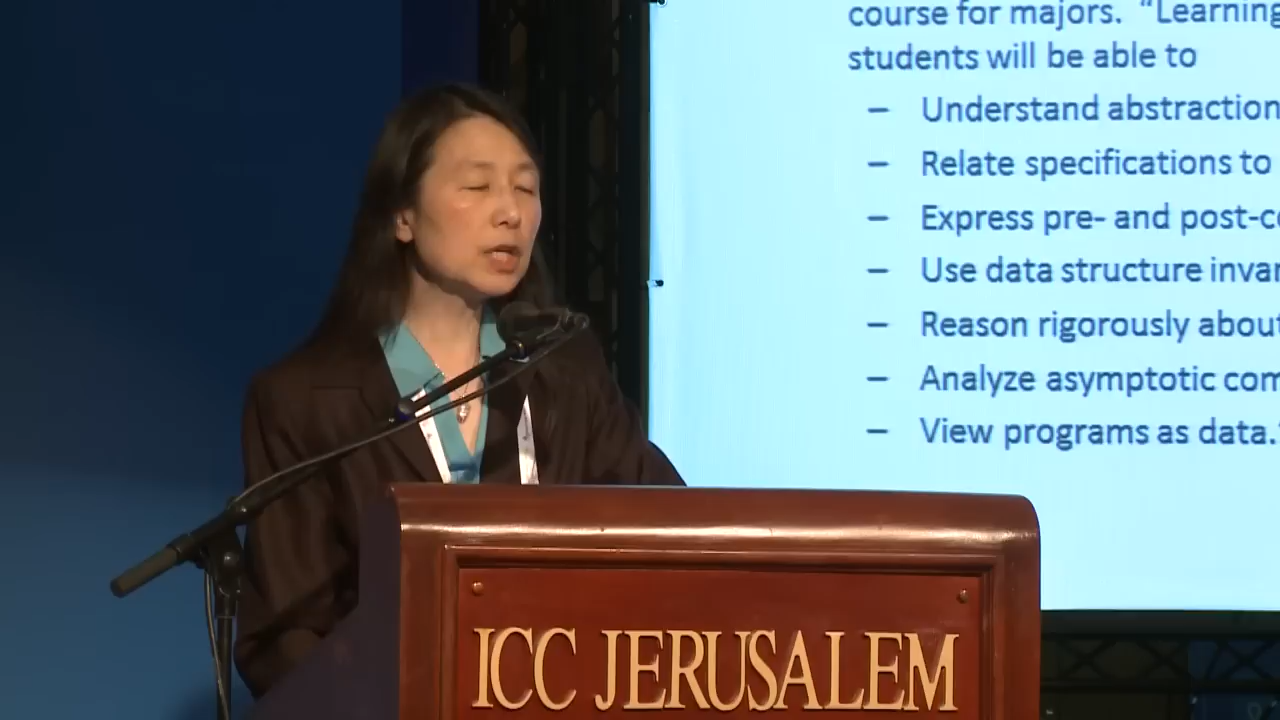 course for majors. “Learning
students will be able to
– Understand abstraction
– Relate specifications to
– Express pre- and post-c
– Use data structure invar
– Reason rigorously about
– Analyze asymptotic com
– View programs as data.
ICC JERUSALEM